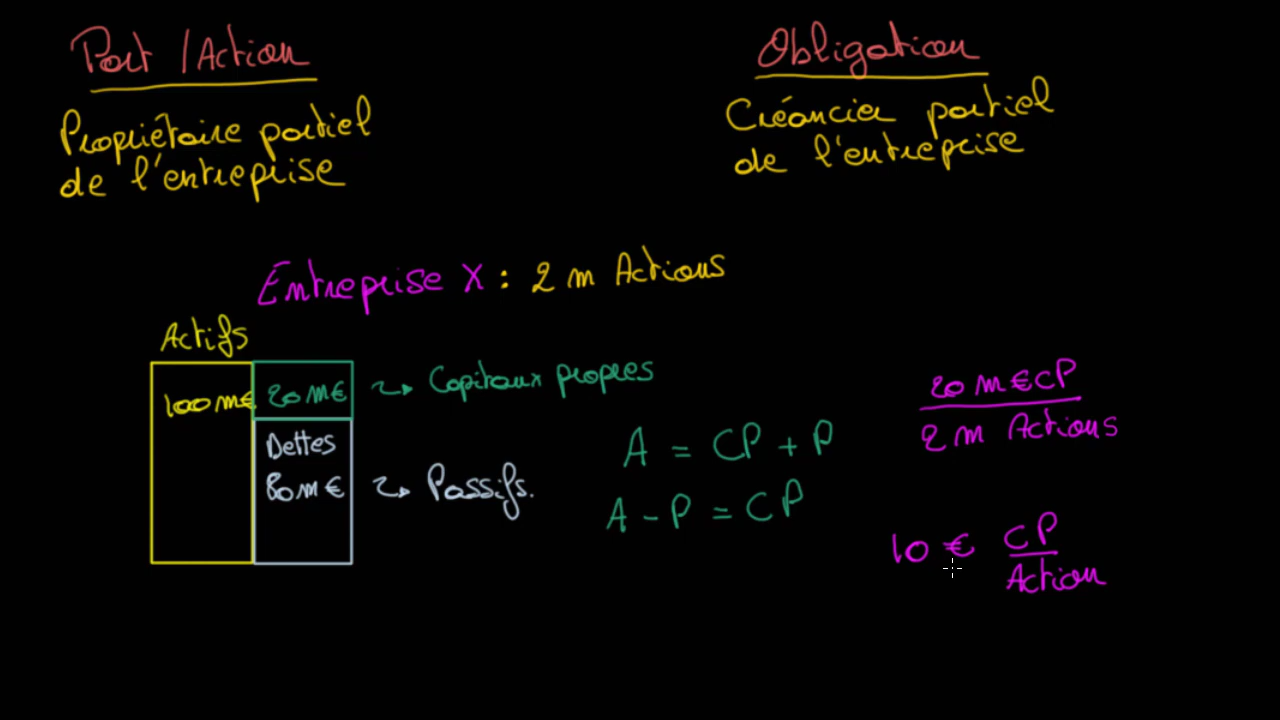 Part / Action
Propriétaire partiel
de l'entreprise
Obligation
Créancier partiel
de l'entreprise
Entreprise X : 2 m Actions
Actifs
100 m€
20 m€
Capitaux propres
Dettes
80 m€
Passifs.
A = CP + P
A - P = CP
20 m € CP
2 m Actions
10 € CP
Action